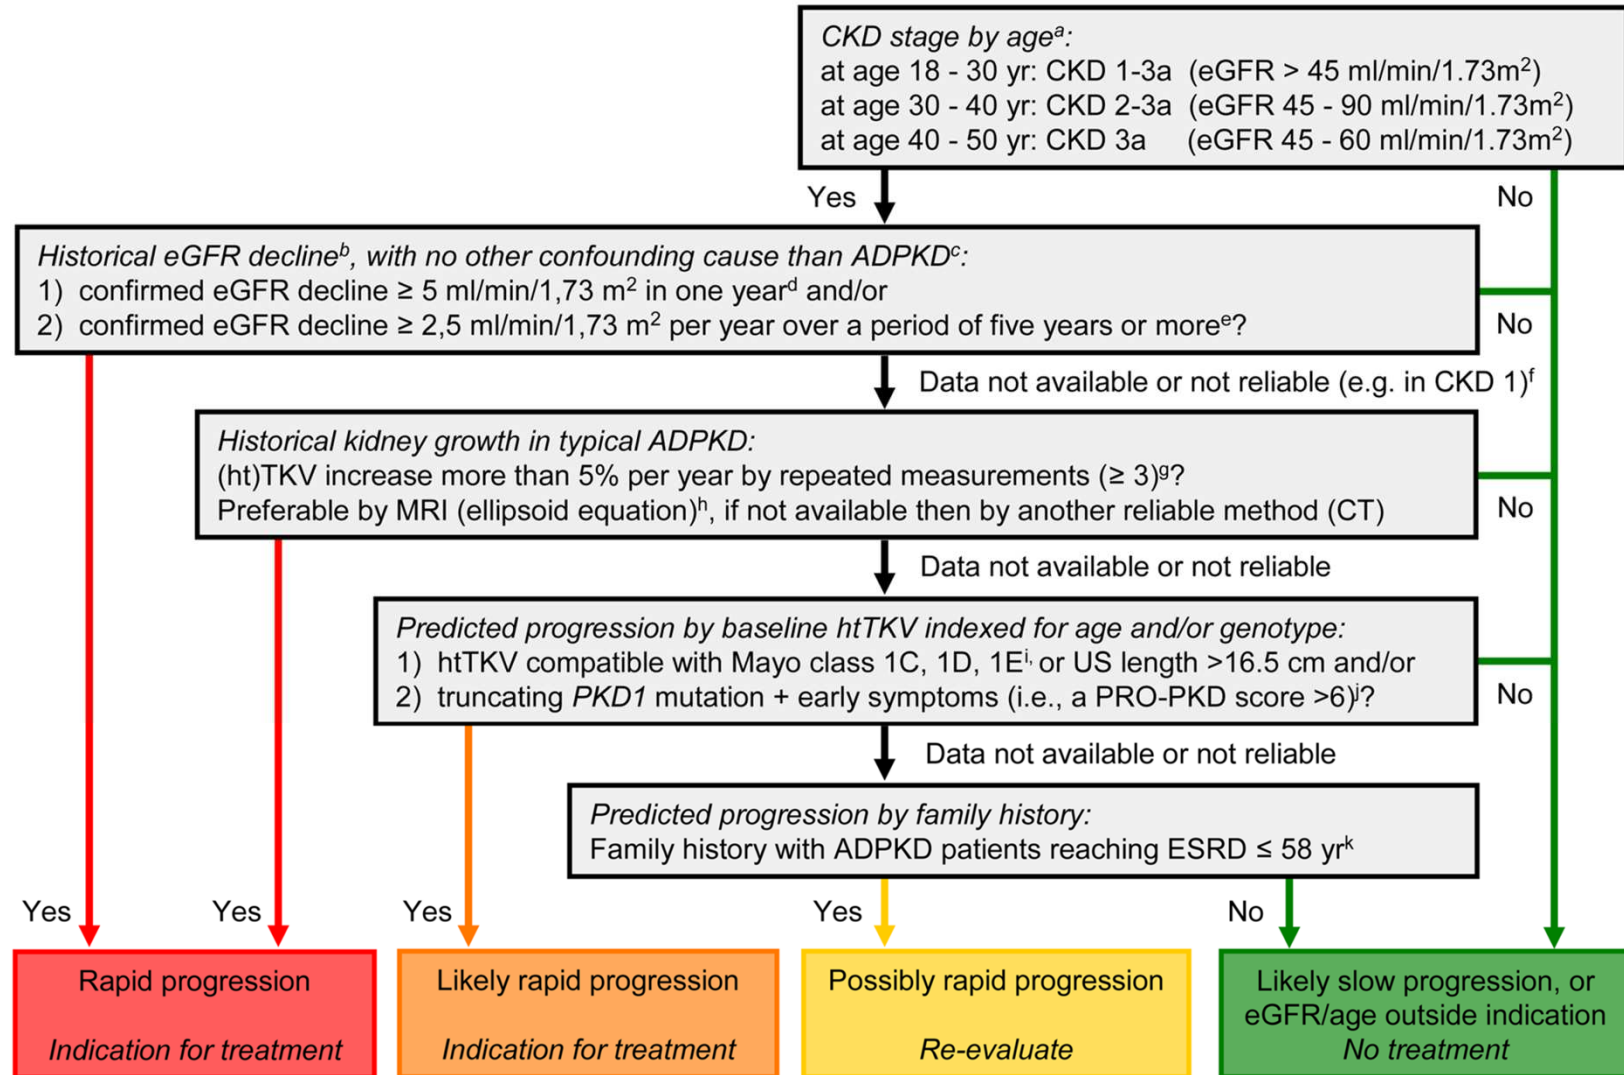 CKD stage by ageᵃ:
at age 18 - 30 yr: CKD 1-3a (eGFR > 45 ml/min/1.73m²)
at age 30 - 40 yr: CKD 2-3a (eGFR 45 - 90 ml/min/1.73m²)
at age 40 - 50 yr: CKD 3a (eGFR 45 - 60 ml/min/1.73m²)
Yes
No
Historical eGFR declineᵇ, with no other confounding cause than ADPKDᶜ:
1) confirmed eGFR decline ≥ 5 ml/min/1,73 m² in one yearᵈ and/or
2) confirmed eGFR decline ≥ 2,5 ml/min/1,73 m² per year over a period of five years or moreᵉ?
No
Data not available or not reliable (e.g. in CKD 1)ᶠ
Historical kidney growth in typical ADPKD:
(ht)TKV increase more than 5% per year by repeated measurements (≥ 3)ᵍ?
Preferable by MRI (ellipsoid equation)ʰ, if not available then by another reliable method (CT)
No
Data not available or not reliable
Predicted progression by baseline htTKV indexed for age and/or genotype:
1) htTKV compatible with Mayo class 1C, 1D, 1Eⁱ, or US length >16.5 cm and/or
2) truncating PKD1 mutation + early symptoms (i.e., a PRO-PKD score >6)ʲ?
No
Data not available or not reliable
Predicted progression by family history:
Family history with ADPKD patients reaching ESRD ≤ 58 yrᵏ
Yes
Yes
Yes
Yes
No
Rapid progression
Indication for treatment
Likely rapid progression
Indication for treatment
Possibly rapid progression
Re-evaluate
Likely slow progression, or
eGFR/age outside indication
No treatment